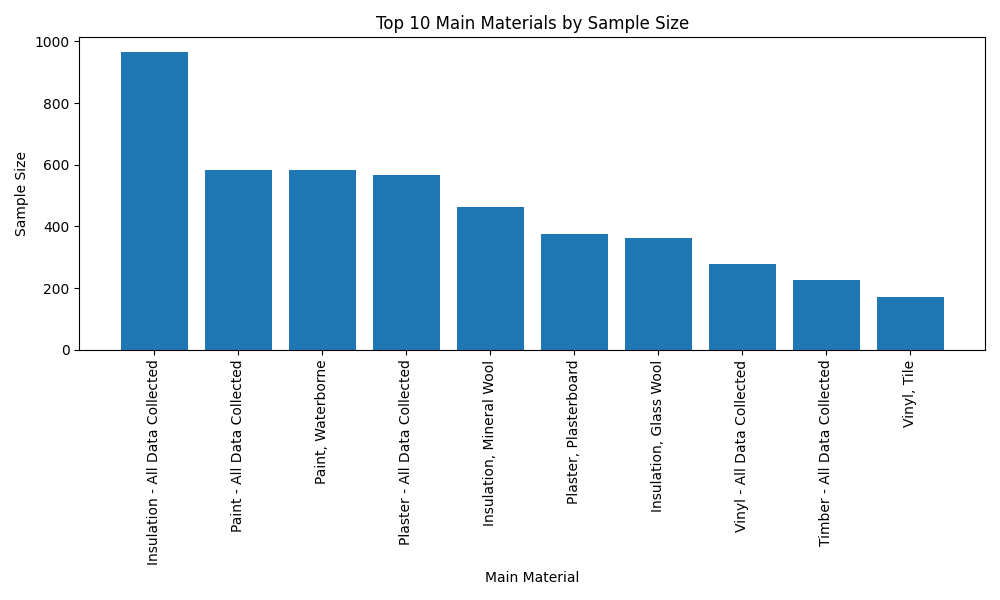 Top 10 Main Materials by Sample Size
Sample Size
1000
800
600
400
200
0
Insulation - All Data Collected
Paint - All Data Collected
Paint, Waterborne
Plaster - All Data Collected
Insulation, Mineral Wool
Plaster, Plasterboard
Insulation, Glass Wool
Vinyl - All Data Collected
Timber - All Data Collected
Vinyl, Tile
Main Material